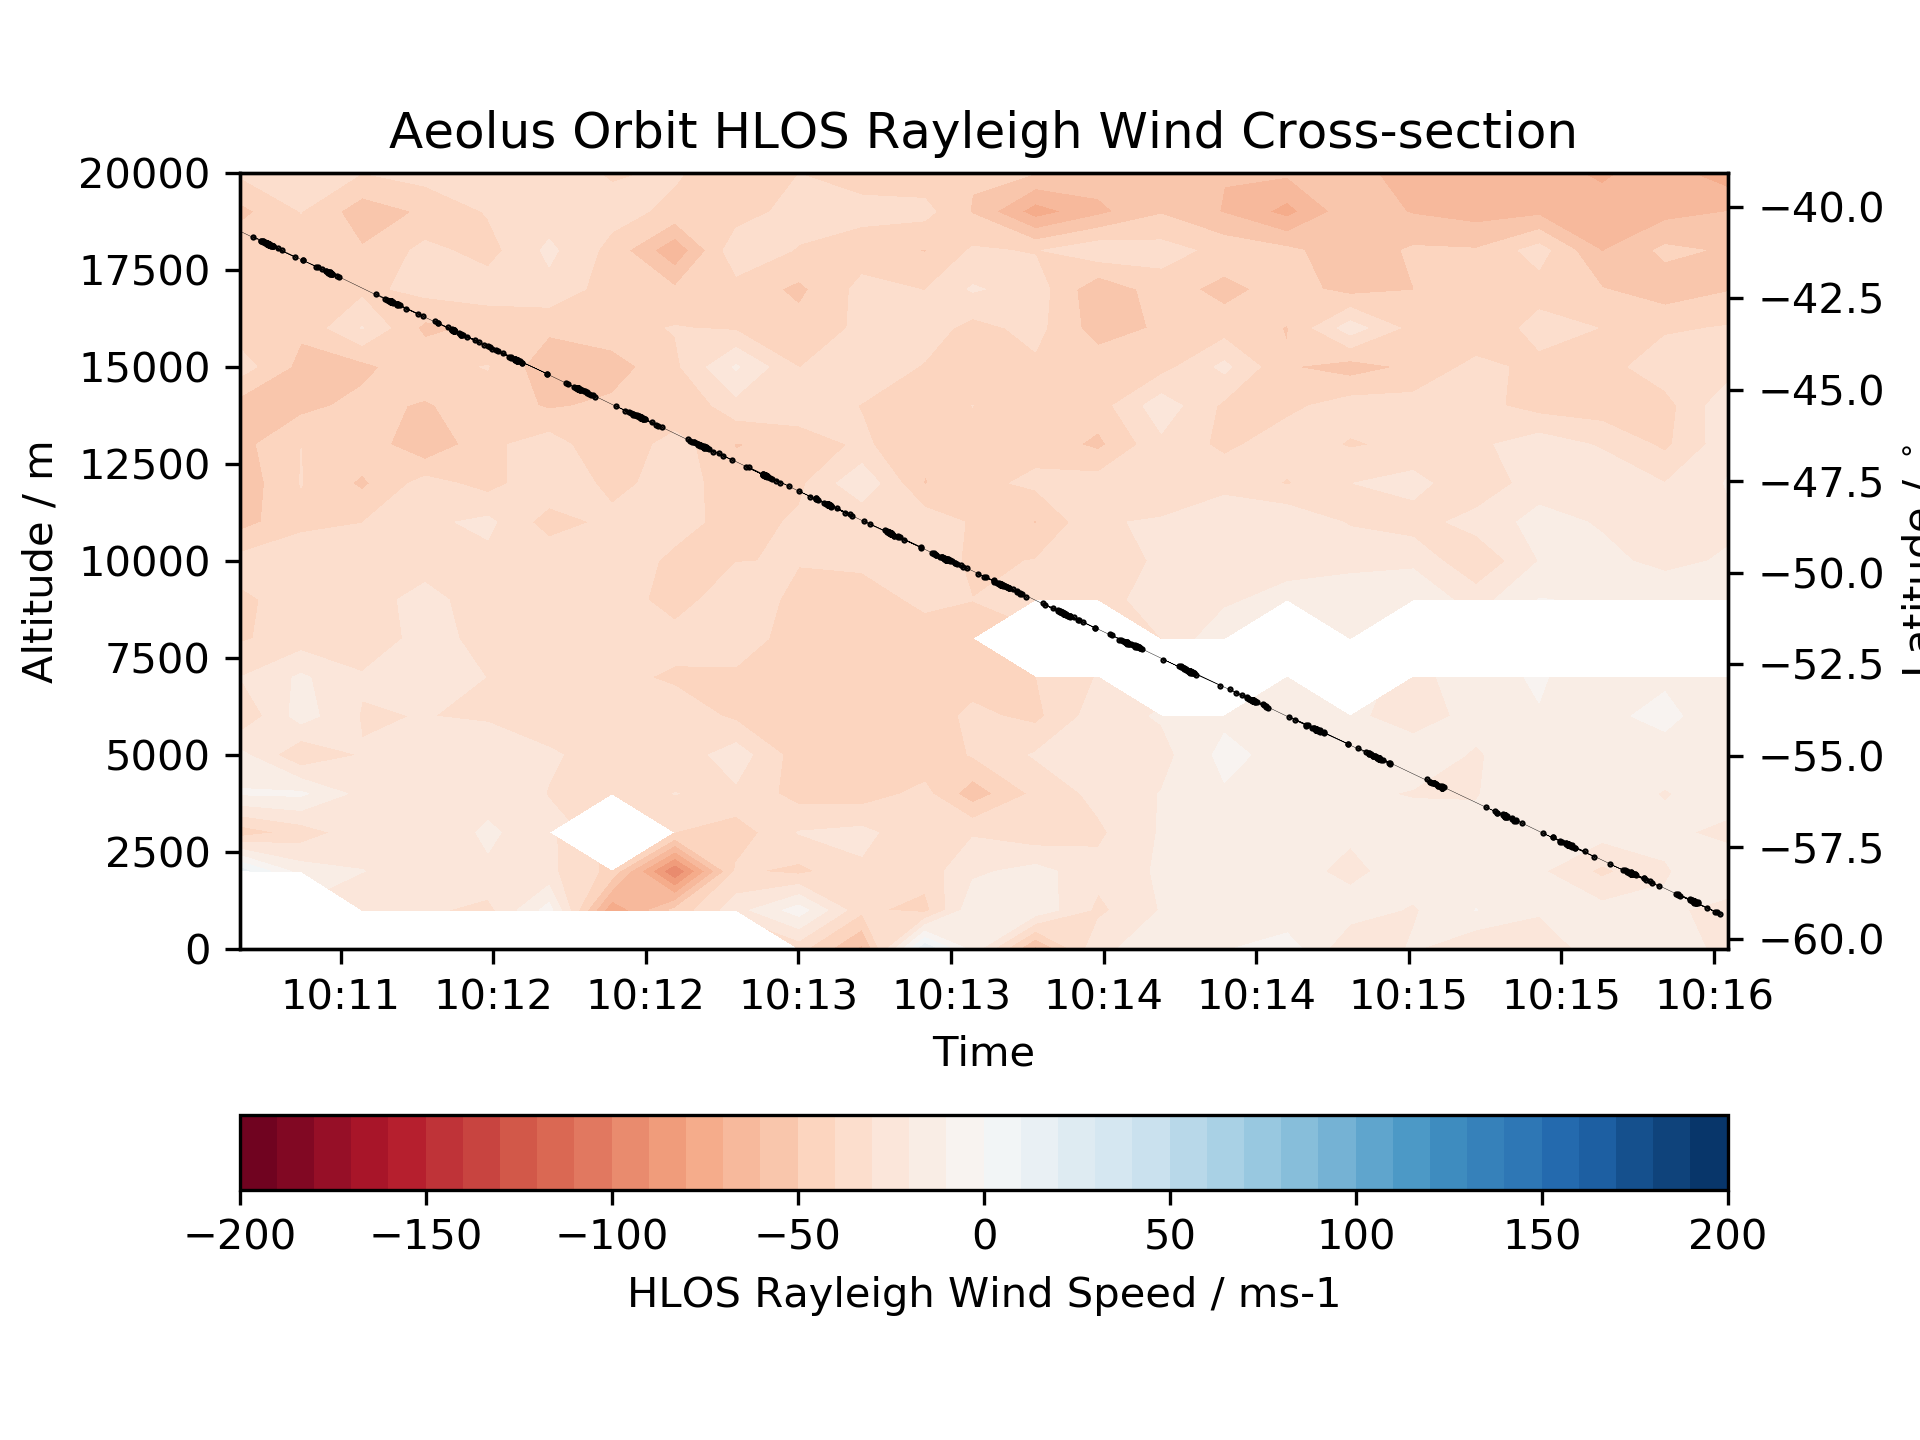 Aeolus Orbit HLOS Rayleigh Wind Cross-section
20000
17500
15000
12500
10000
7500
5000
2500
0
Altitude / m
−40.0
−42.5
−45.0
−47.5
−50.0
−52.5
−55.0
−57.5
−60.0
Latitude / °
10:11 10:12 10:12 10:13 10:13 10:14 10:14 10:15 10:15 10:16
Time
−200 −150 −100 −50 0 50 100 150 200
HLOS Rayleigh Wind Speed / ms-1